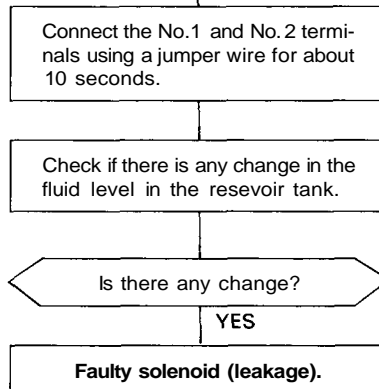 Connect the No.1 and No.2 termi-
nals using a jumper wire for about
10 seconds.
Check if there is any change in the
fluid level in the resevoir tank.
Is there any change?
YES
Faulty solenoid (leakage).